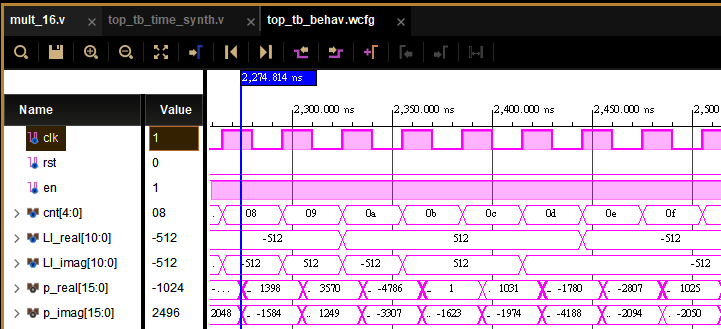 mult_16.v × top_tb_time_synth.v × top_tb_behav.wcfg ×
2,274.814 ns
Name Value 2,300.000 ns 2,350.000 ns 2,400.000 ns 2,450.000 ns 2,500
clk 1
rst 0
en 1
cnt[4:0] 08 08 09 0a 0b 0c 0d 0e 0f
LI_real[10:0] -512 -512 512 -512
LI_imag[10:0] -512 -512 512 -512 512 -512
p_real[15:0] -1024 -... 1398 3570 -4786 1 1031 -1780 -2807 1025
p_imag[15:0] 2496 2048 -1584 1249 -3307 -1623 -1974 -4188 -2094 -2050